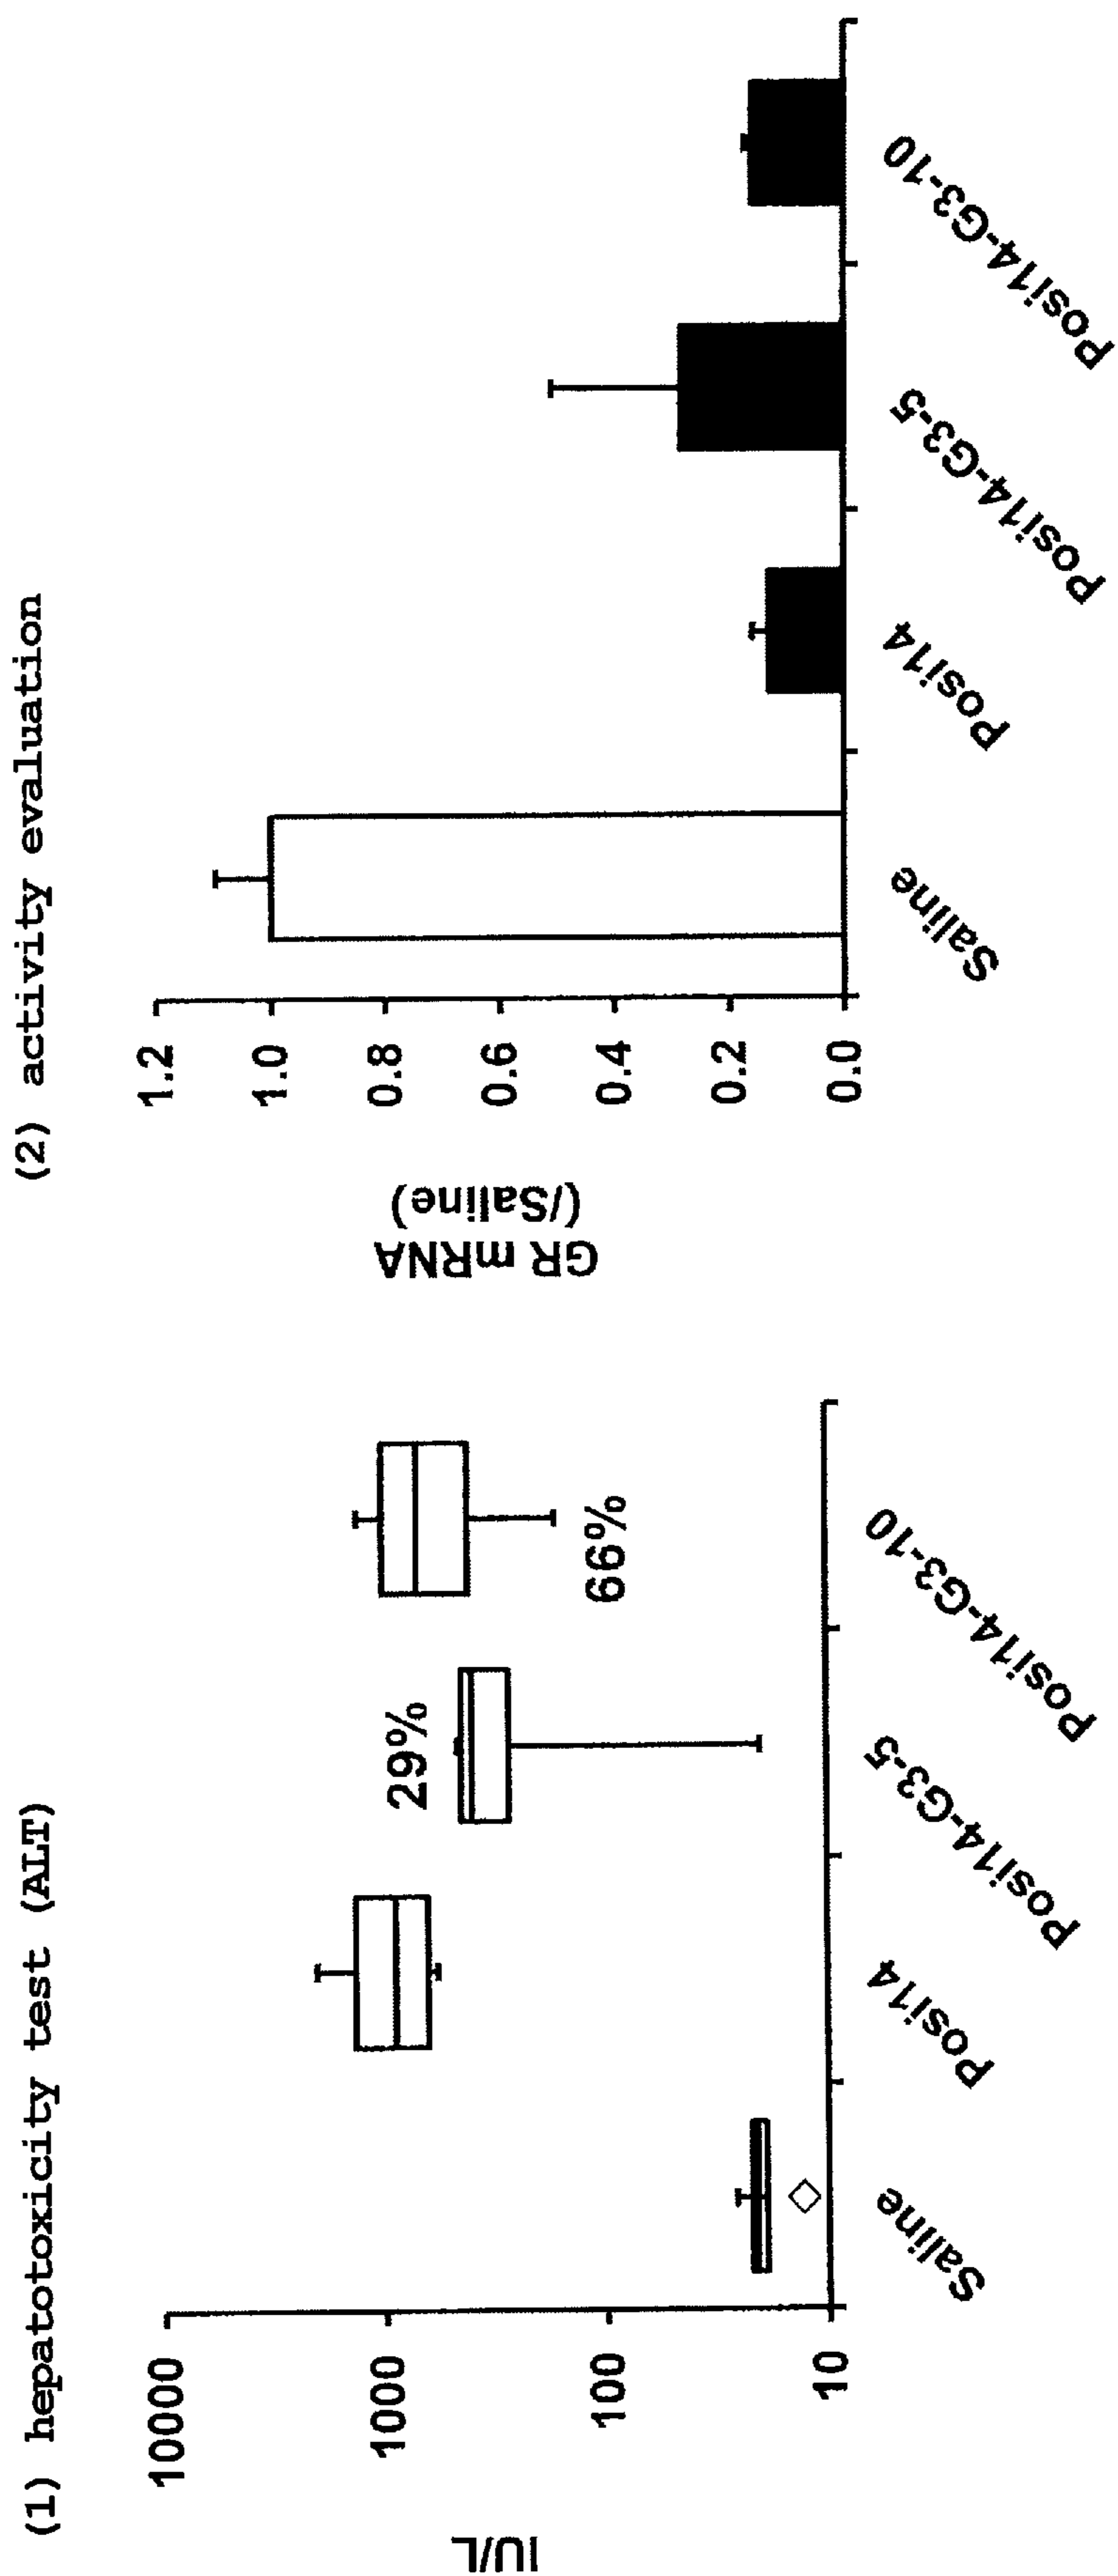 (1) hepatotoxicity test (ALT)
IU/L
10000
1000
100
10
29%
66%
Saline
Posi14
Posi14-G3-5
Posi14-G3-10
(2) activity evaluation
GR mRNA
(/Saline)
1.2
1.0
0.8
0.6
0.4
0.2
0.0
Saline
Posi14
Posi14-G3-5
Posi14-G3-10